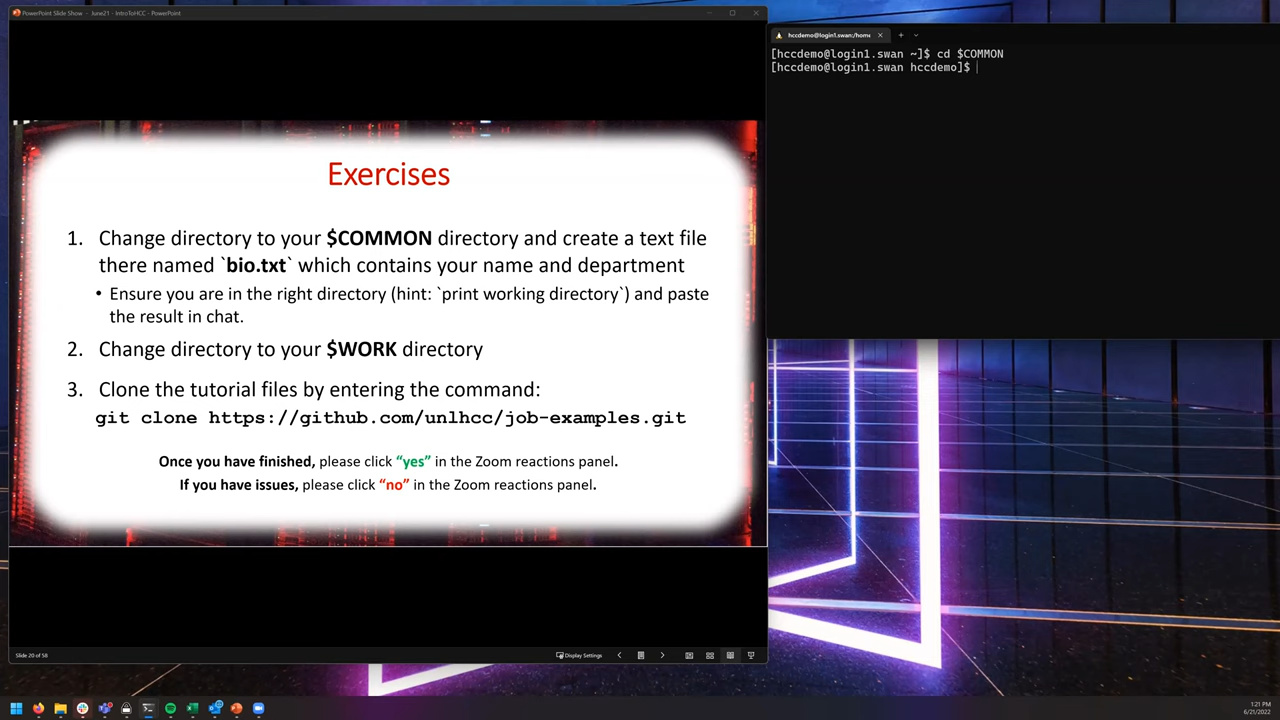 PowerPoint Slide Show - June21 - IntroToHCC - PowerPoint
Exercises
1. Change directory to your $COMMON directory and create a text file
there named `bio.txt` which contains your name and department
• Ensure you are in the right directory (hint: `print working directory`) and paste
the result in chat.
2. Change directory to your $WORK directory
3. Clone the tutorial files by entering the command:
git clone https://github.com/unlhcc/job-examples.git
Once you have finished, please click “yes” in the Zoom reactions panel.
If you have issues, please click “no” in the Zoom reactions panel.
Slide 20 of 58
Display Settings
hccdemo@login1.swan:/home
[hccdemo@login1.swan ~]$ cd $COMMON
[hccdemo@login1.swan hccdemo]$
1:21 PM
6/21/2022